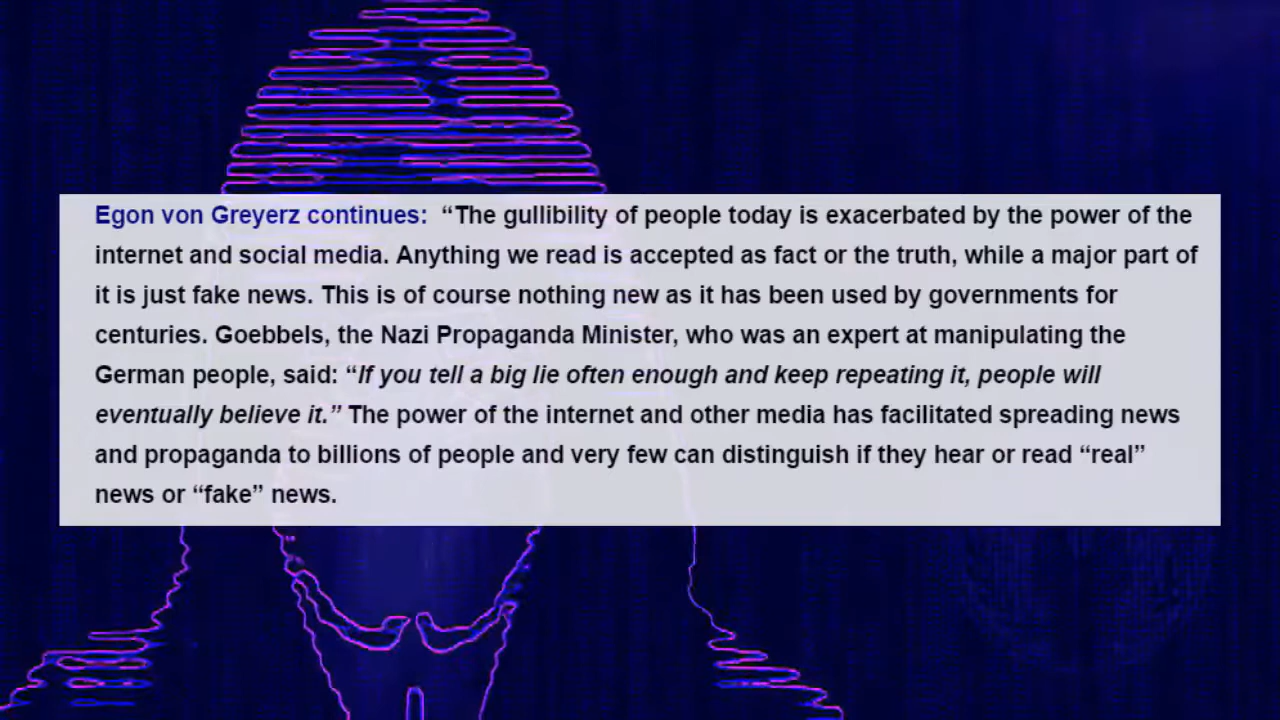 Egon von Greyerz continues:  “The gullibility of people today is exacerbated by the power of the
internet and social media. Anything we read is accepted as fact or the truth, while a major part of
it is just fake news. This is of course nothing new as it has been used by governments for
centuries. Goebbels, the Nazi Propaganda Minister, who was an expert at manipulating the
German people, said: “If you tell a big lie often enough and keep repeating it, people will
eventually believe it.” The power of the internet and other media has facilitated spreading news
and propaganda to billions of people and very few can distinguish if they hear or read “real”
news or “fake” news.